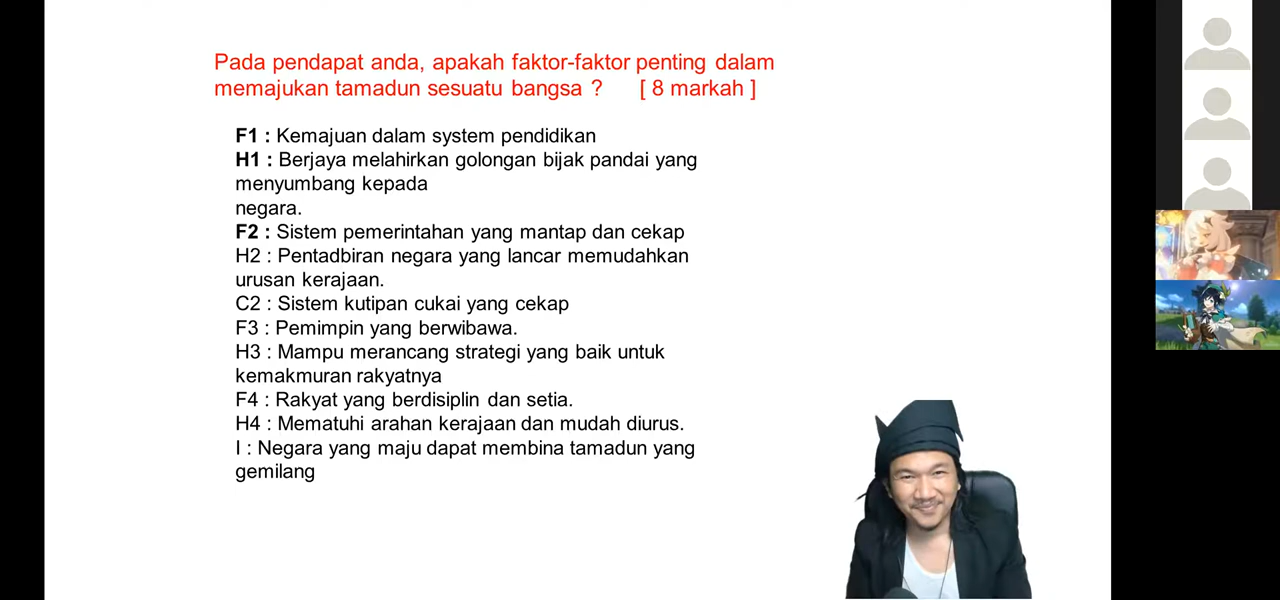 Pada pendapat anda, apakah faktor-faktor penting dalam
memajukan tamadun sesuatu bangsa ? [ 8 markah ]
F1 : Kemajuan dalam system pendidikan
H1 : Berjaya melahirkan golongan bijak pandai yang
menyumbang kepada
negara.
F2 : Sistem pemerintahan yang mantap dan cekap
H2 : Pentadbiran negara yang lancar memudahkan
urusan kerajaan.
C2 : Sistem kutipan cukai yang cekap
F3 : Pemimpin yang berwibawa.
H3 : Mampu merancang strategi yang baik untuk
kemakmuran rakyatnya
F4 : Rakyat yang berdisiplin dan setia.
H4 : Mematuhi arahan kerajaan dan mudah diurus.
I : Negara yang maju dapat membina tamadun yang
gemilang